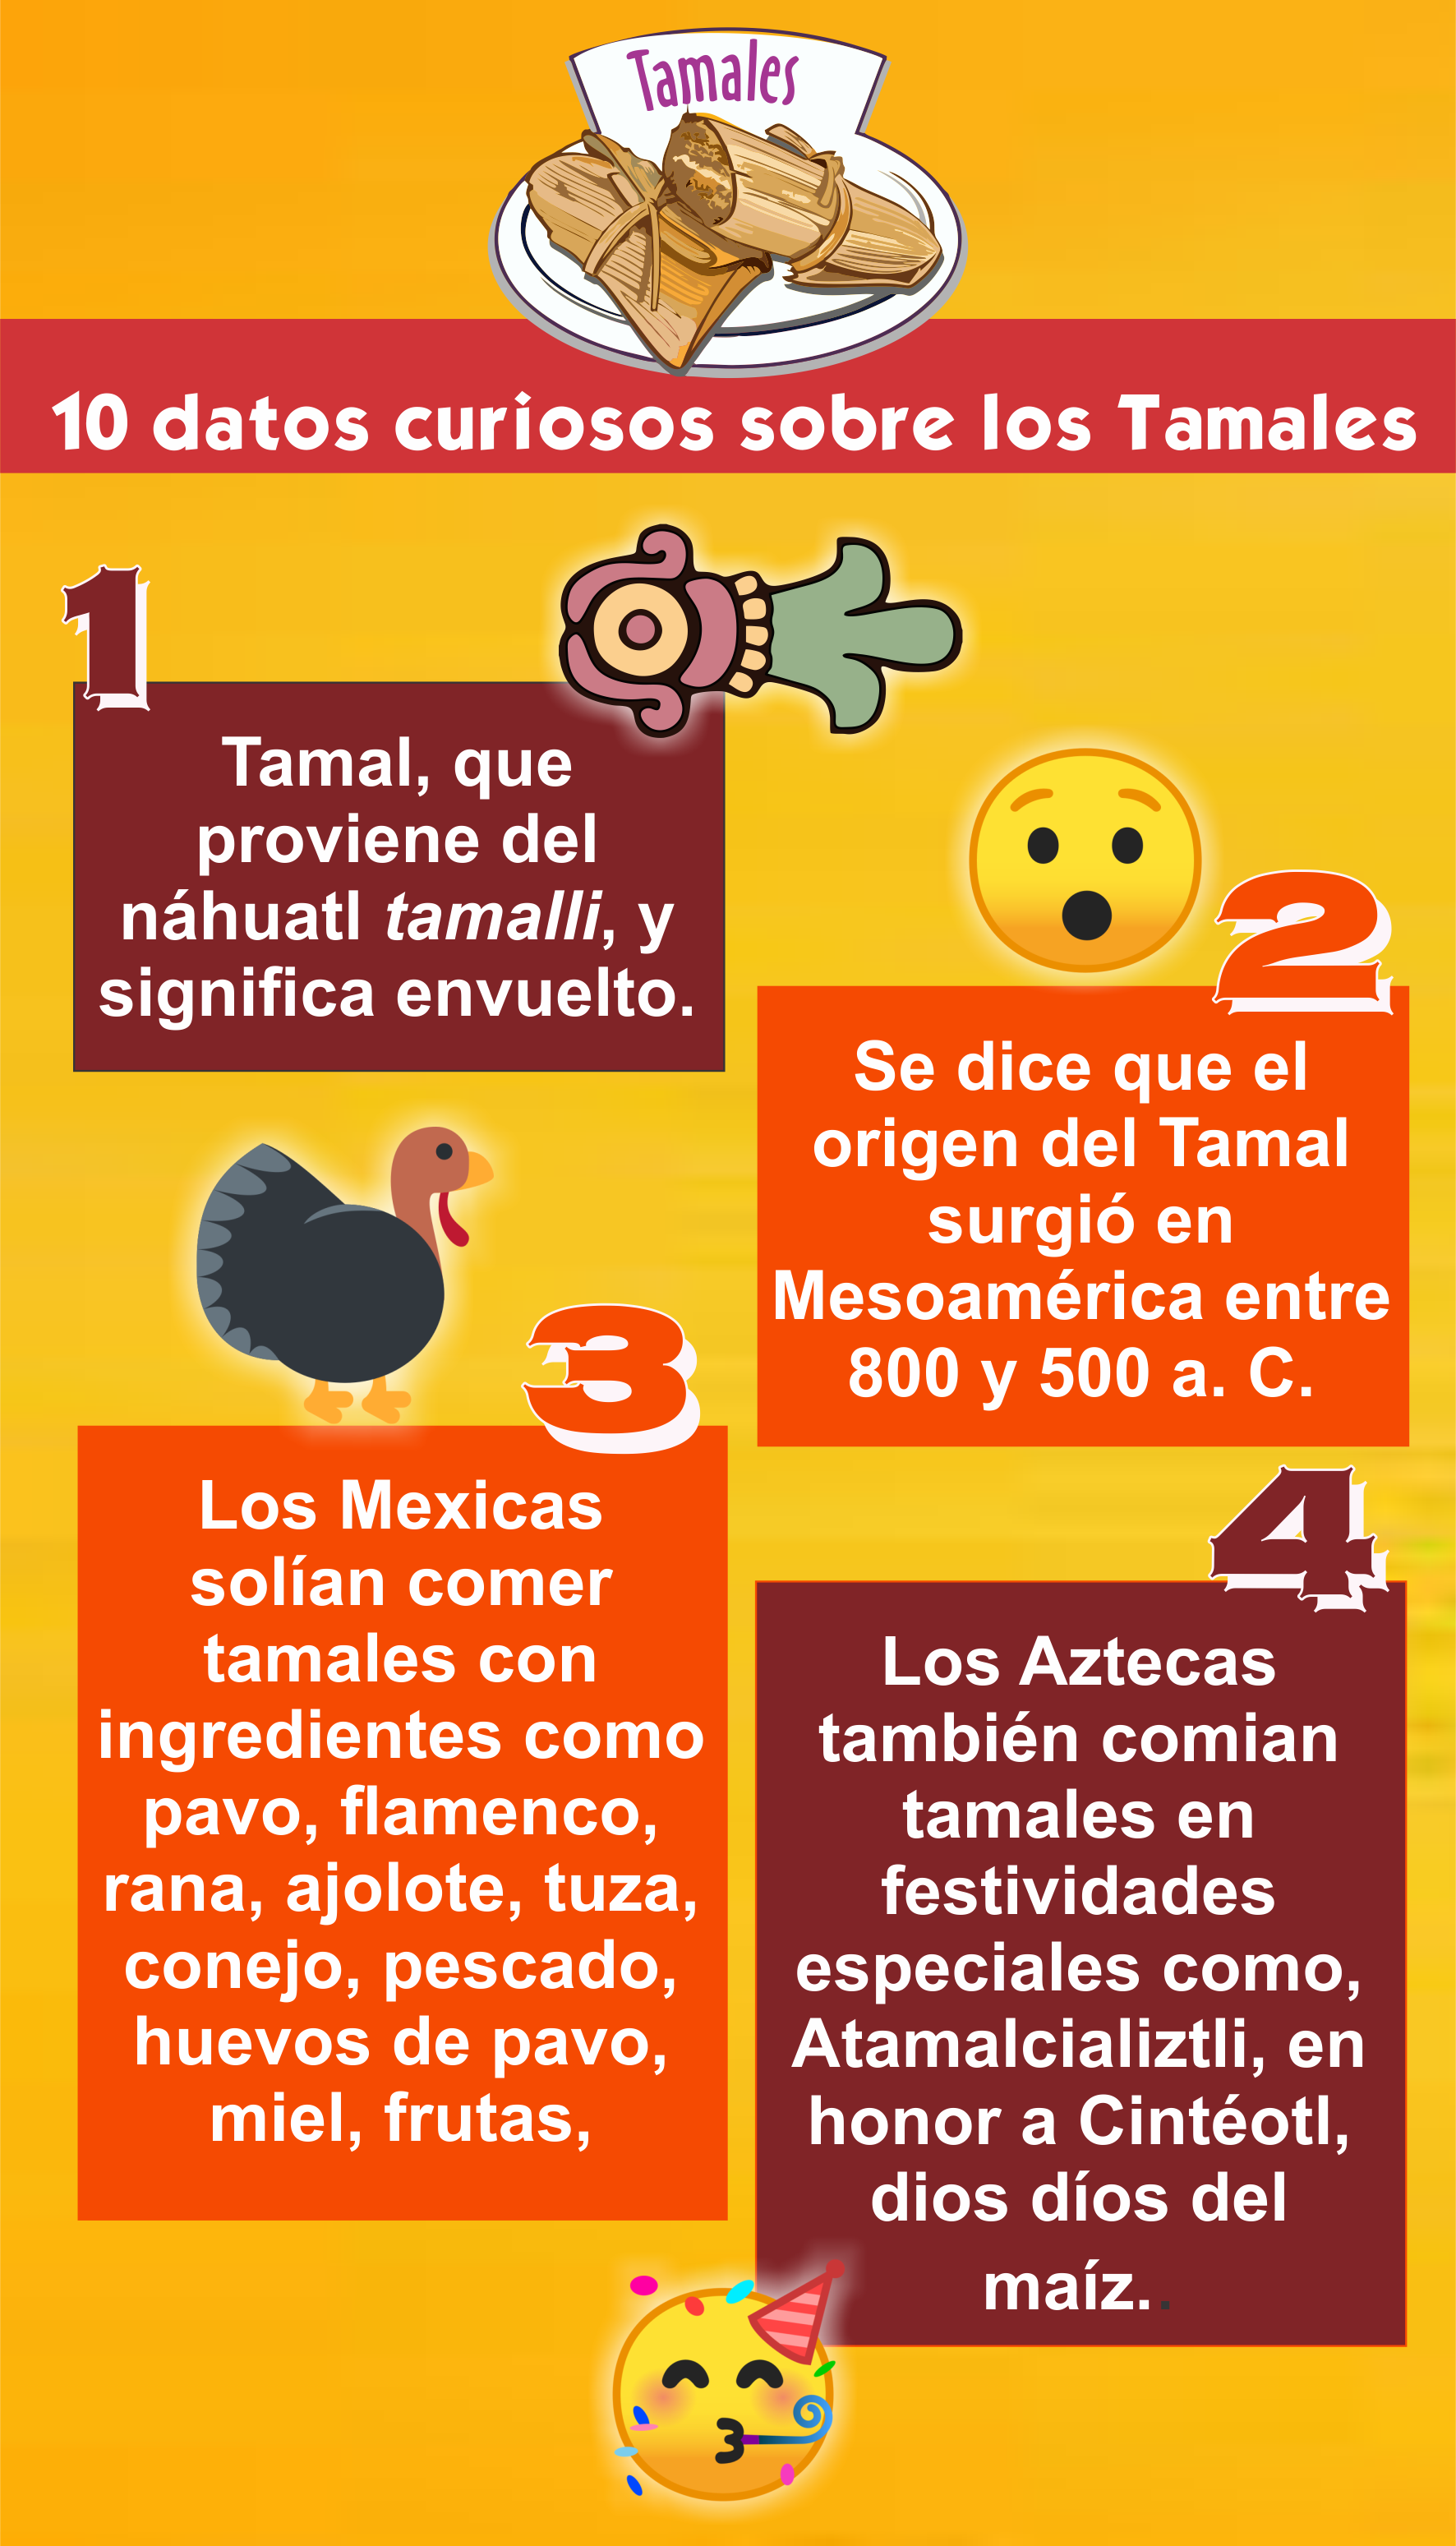 Tamales
10 datos curiosos sobre los Tamales
1
Tamal, que
proviene del
náhuatl tamalli, y
significa envuelto.
2
Se dice que el
origen del Tamal
surgió en
Mesoamérica entre
800 y 500 a. C.
3
Los Mexicas
solían comer
tamales con
ingredientes como
pavo, flamenco,
rana, ajolote, tuza,
conejo, pescado,
huevos de pavo,
miel, frutas,
4
Los Aztecas
también comian
tamales en
festividades
especiales como,
Atamalcializtli, en
honor a Cintéotl,
dios díos del
maíz..